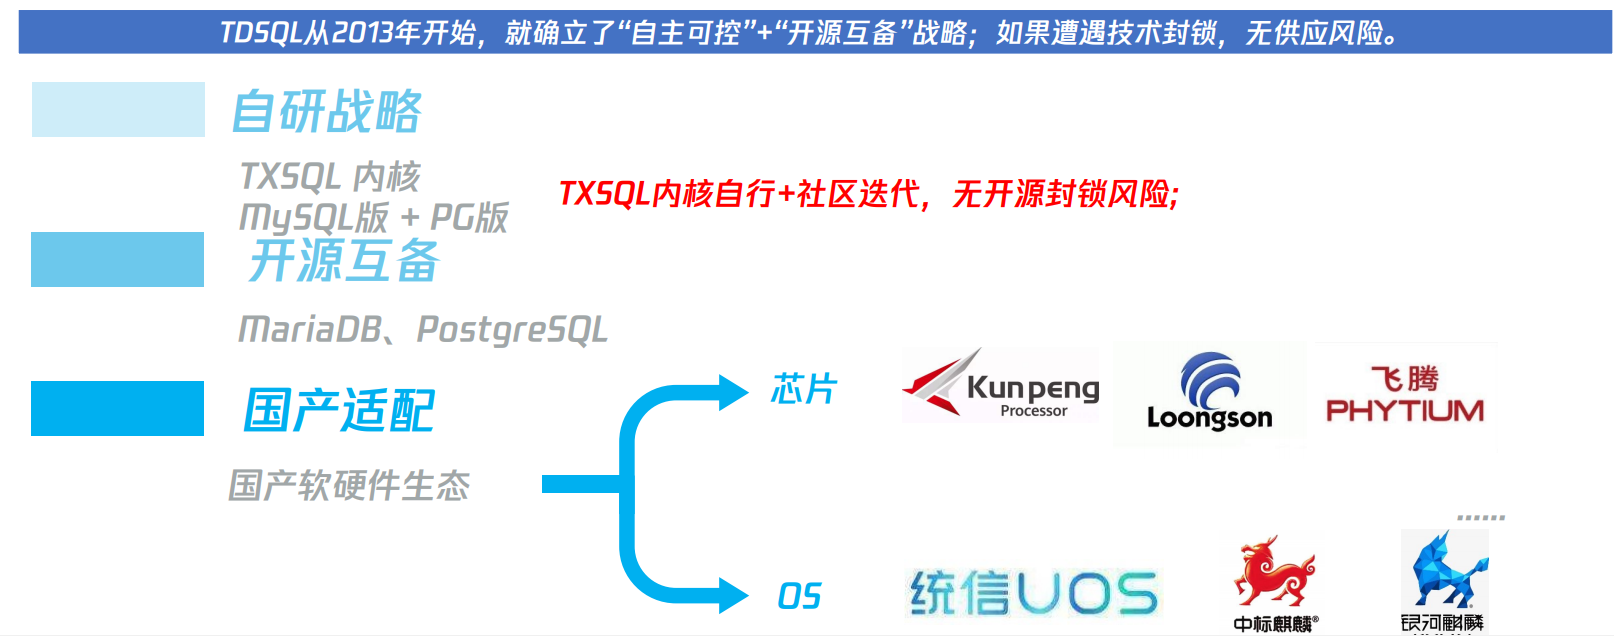 TDSQL从2013年开始，就确立了“自主可控”+“开源互备”战略；如果遭遇技术封锁，无供应风险。
自研战略
TXSQL 内核
MySQL版 + PG版
TXSQL内核自行+社区迭代，无开源封锁风险;
开源互备
MariaDB、PostgreSQL
国产适配
国产软硬件生态
芯片
Kunpeng
Processor
Loongson
飞腾
PHYTIUM
......
OS
统信UOS
中标麒麟®
银河麒麟